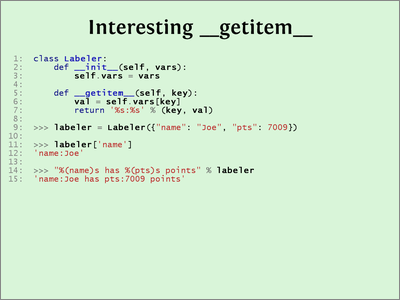 Interesting __getitem__
1: class Labeler:
2:     def __init__(self, vars):
3:         self.vars = vars
4:
5:     def __getitem__(self, key):
6:         val = self.vars[key]
7:         return '%s:%s' % (key, val)
8:
9: >>> labeler = Labeler({"name": "Joe", "pts": 7009})
10:
11: >>> labeler['name']
12: 'name:Joe'
13:
14: >>> "%(name)s has %(pts)s points" % labeler
15: 'name:Joe has pts:7009 points'